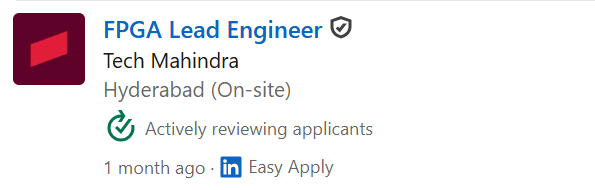 FPGA Lead Engineer
Tech Mahindra
Hyderabad (On-site)
Actively reviewing applicants
1 month ago · in Easy Apply